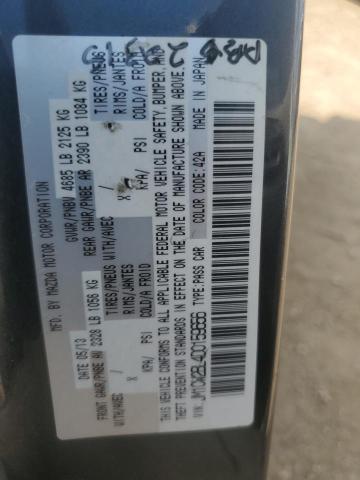 MFD. BY MAZDA MOTOR CORPORATION
DATE 05/13 GVWR/PNBV 4685 LB 2125 KG
FRONT GAWR/PNBE AV 2328 LB 1056 KG REAR GAWR/PNBE AR 2390 LB 1084 KG
WITH/AVEC TIRES/PNEUS WITH/AVEC TIRES/PNEUS
X RIMS/JANTES X RIMS/JANTES
KPA/ PSI COLD/A FROID KPA/ PSI COLD/A FROID
THIS VEHICLE CONFORMS TO ALL APPLICABLE FEDERAL MOTOR VEHICLE SAFETY, BUMPER, AND
THEFT PREVENTION STANDARDS IN EFFECT ON THE DATE OF MANUFACTURE SHOWN ABOVE.
VIN: JM1CW2BL4D0159666 TYPE:PASS CAR COLOR CODE:42A MADE IN JAPAN